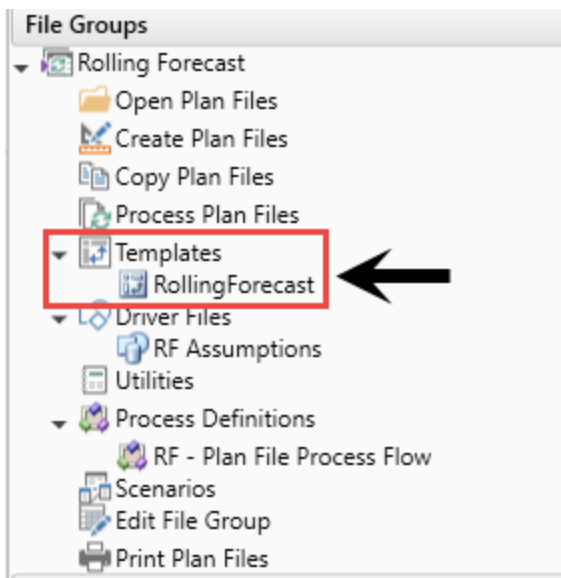 File Groups
Rolling Forecast
Open Plan Files
Create Plan Files
Copy Plan Files
Process Plan Files
Templates
RollingForecast
Driver Files
RF Assumptions
Utilities
Process Definitions
RF - Plan File Process Flow
Scenarios
Edit File Group
Print Plan Files